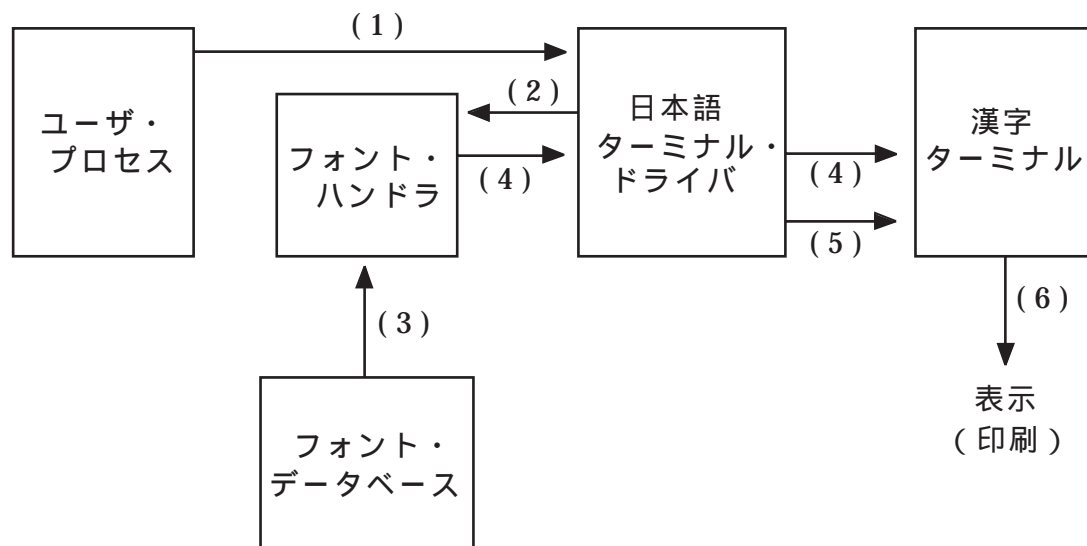 (1)
ユーザ・
プロセス
(2)
フォント・
ハンドラ
(4)
日本語
ターミナル・
ドライバ
(4)
(5)
漢字
ターミナル
(3)
(6)
フォント・
データベース
表示
(印刷)